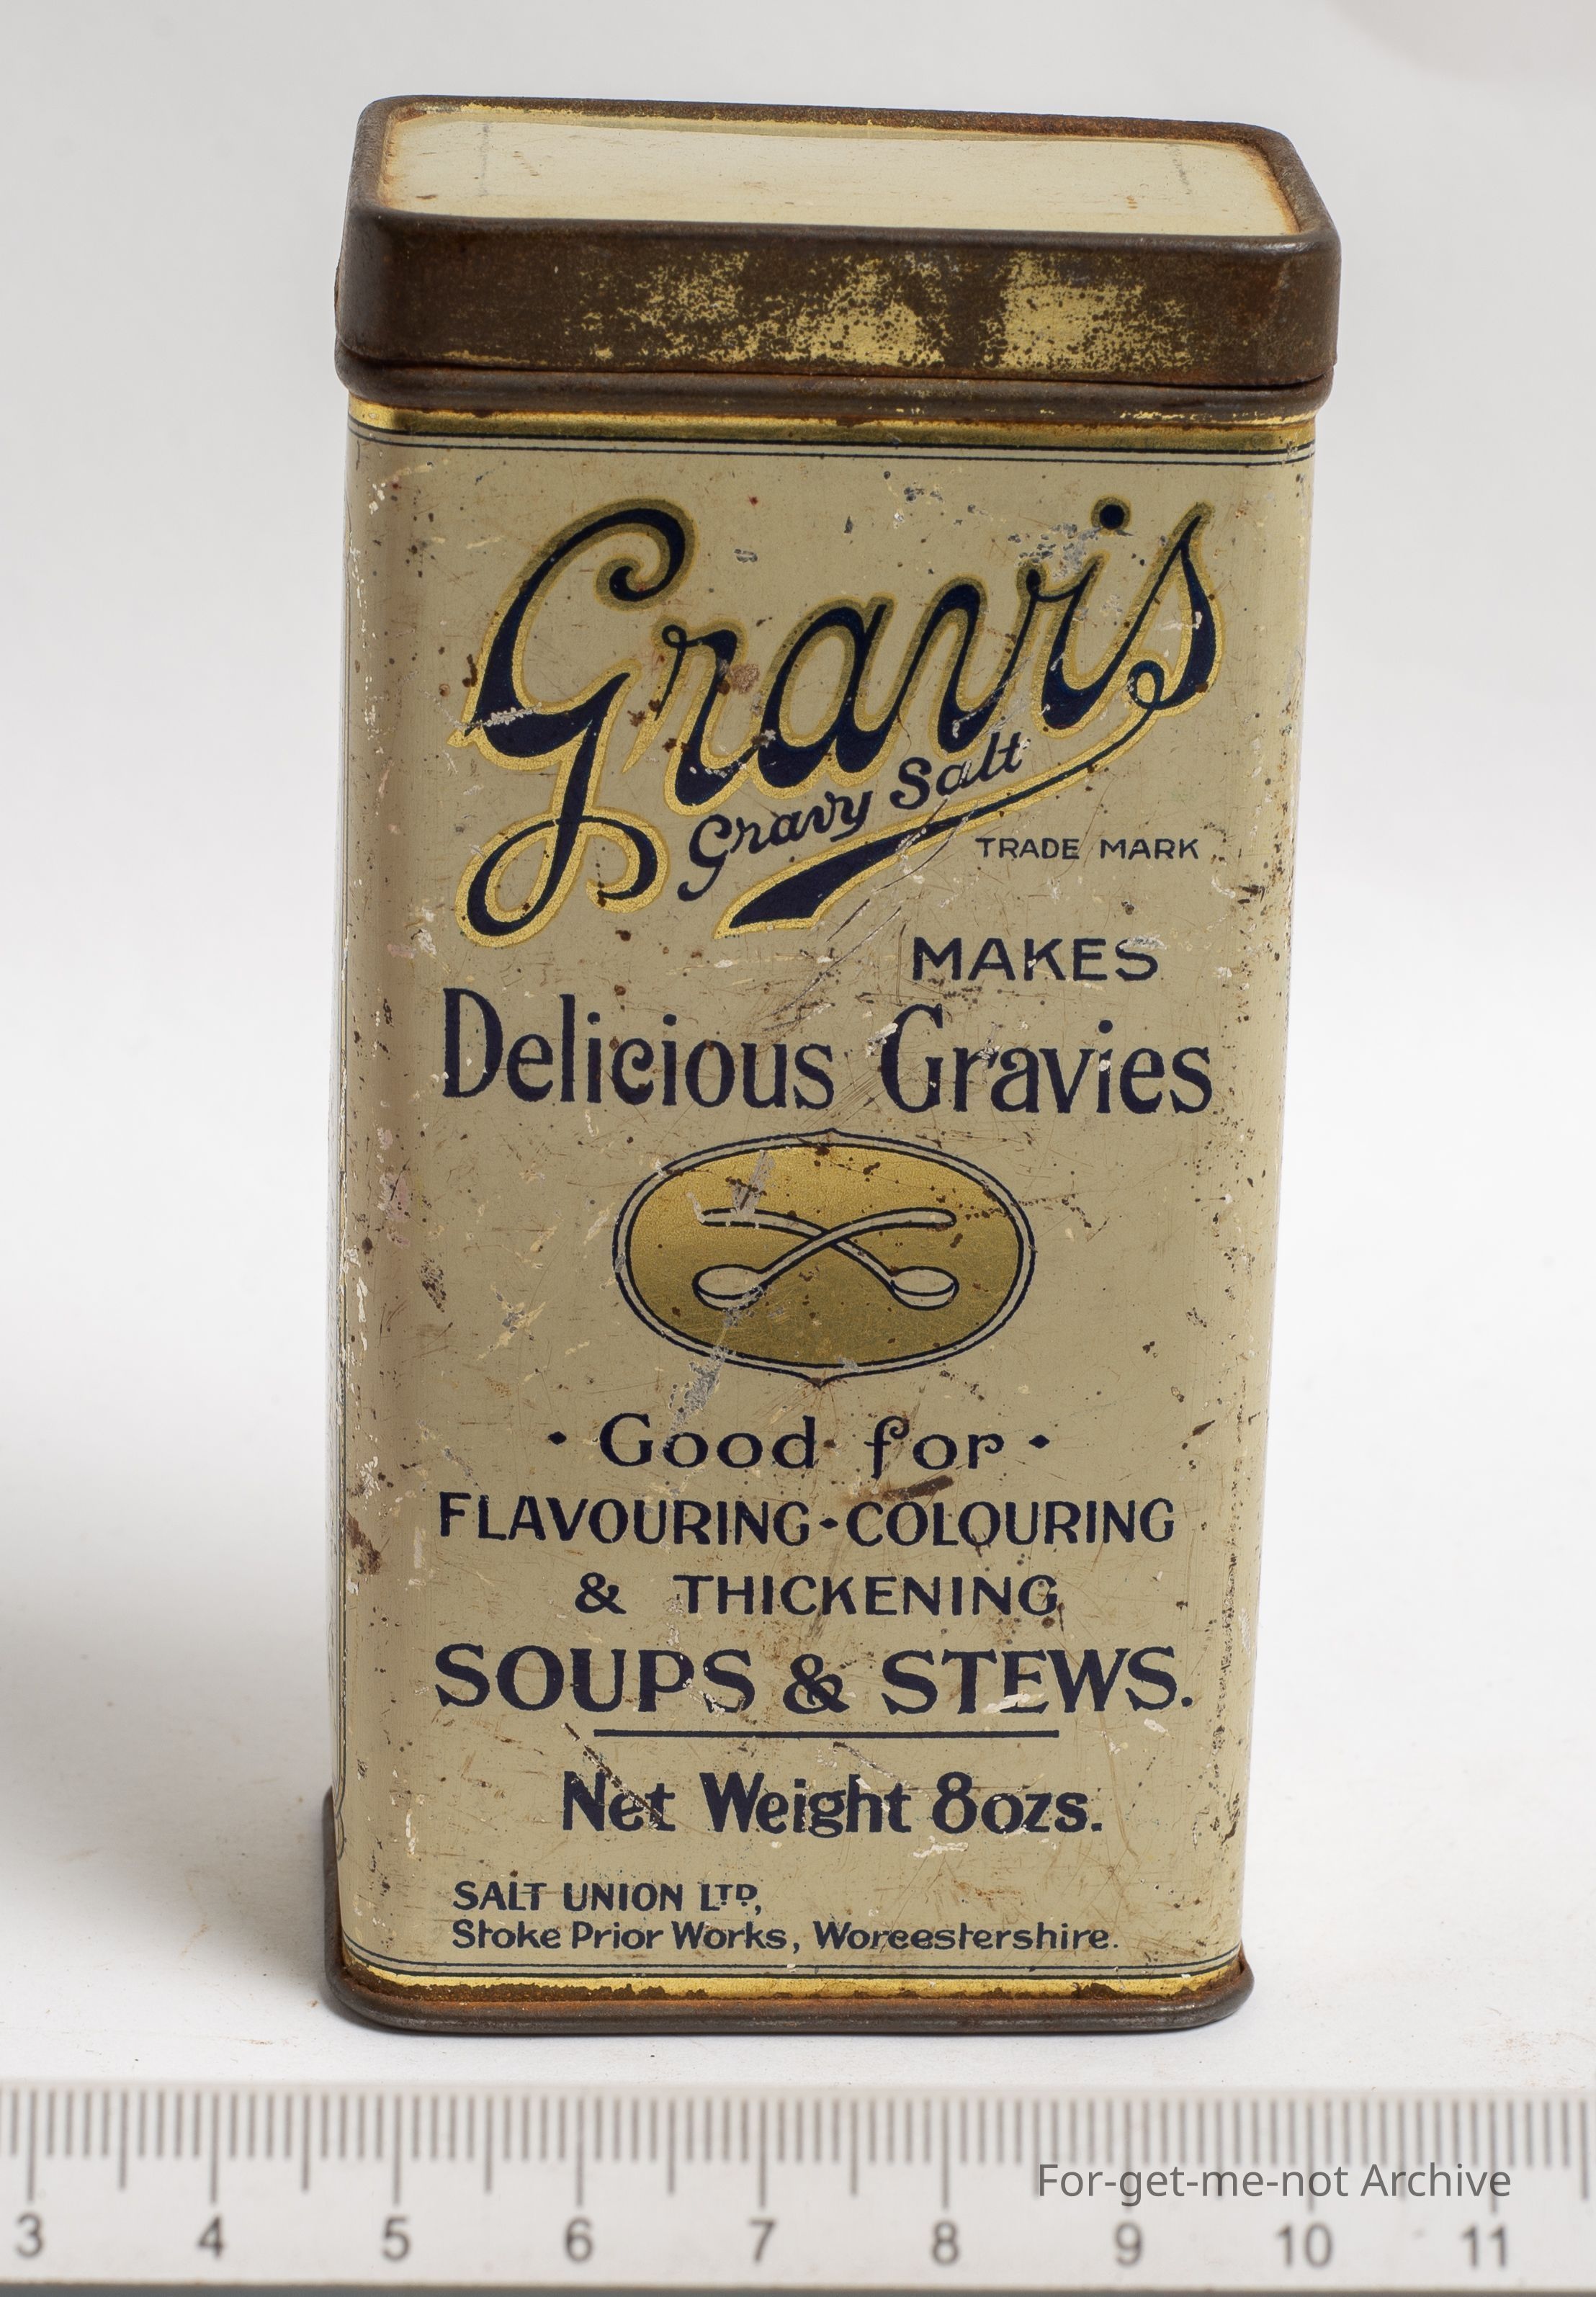 Gravis
Gravy Salt
TRADE MARK
MAKES
Delicious Gravies
• Good for •
FLAVOURING • COLOURING
& THICKENING
SOUPS & STEWS.
Net Weight 8ozs.
SALT UNION LTD,
Stoke Prior Works, Worcestershire.
For-get-me-not Archive
3 4 5 6 7 8 9 10 11